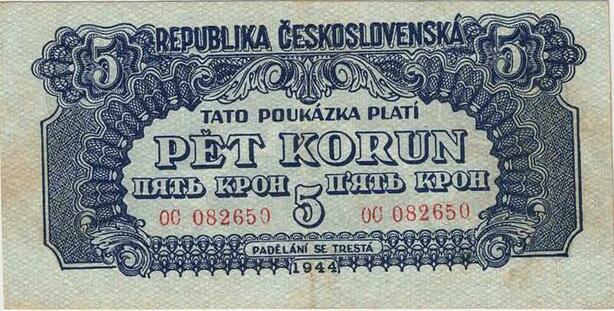 5 REPUBLIKA ČESKOSLOVENSKÁ 5
TATO POUKÁZKA PLATÍ
PĚT KORUN
ПЯТЬ КРОН П'ЯТЬ КРОН
OC 082650 5 OC 082650
PADĚLÁNÍ SE TRESTÁ
1944